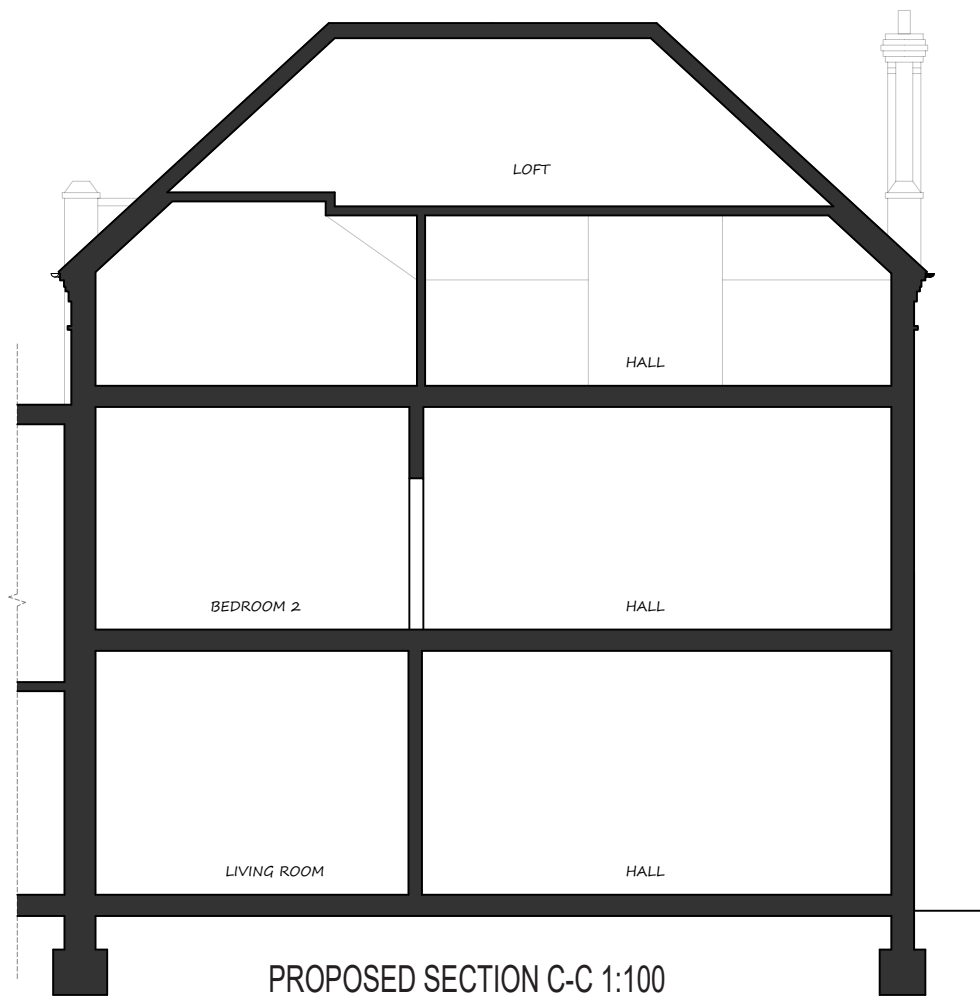 LOFT
HALL
BEDROOM 2
HALL
LIVING ROOM
HALL
PROPOSED SECTION C-C 1:100